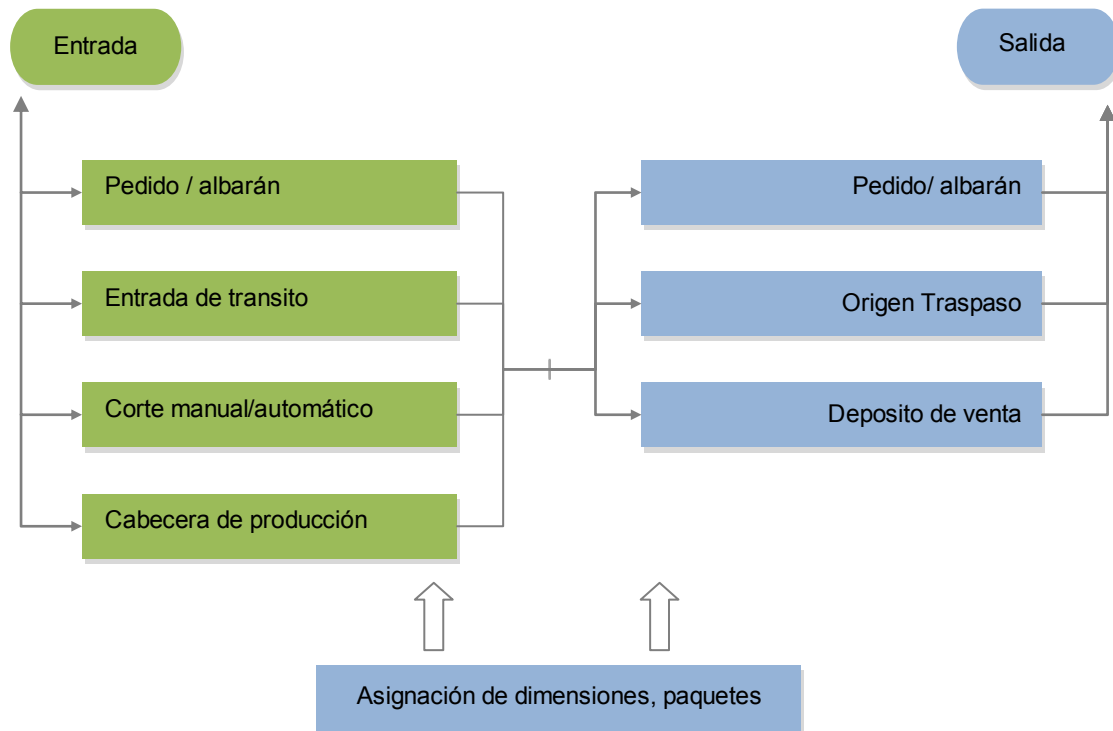 Entrada
Salida
Pedido / albarán
Pedido/ albarán
Entrada de transito
Origen Traspaso
Corte manual/automático
Deposito de venta
Cabecera de producción
Asignación de dimensiones, paquetes